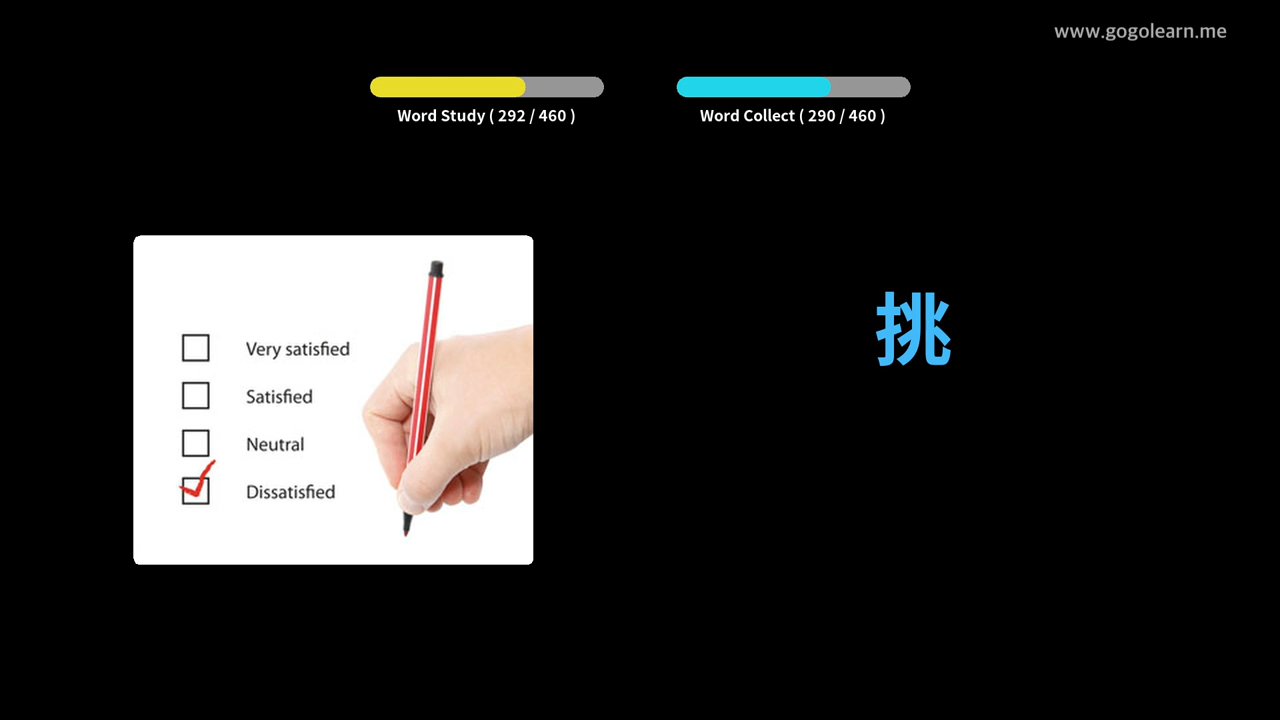 www.gogolearn.me
Word Study ( 292 / 460 )
Word Collect ( 290 / 460 )
Very satisfied
Satisfied
Neutral
Dissatisfied
挑